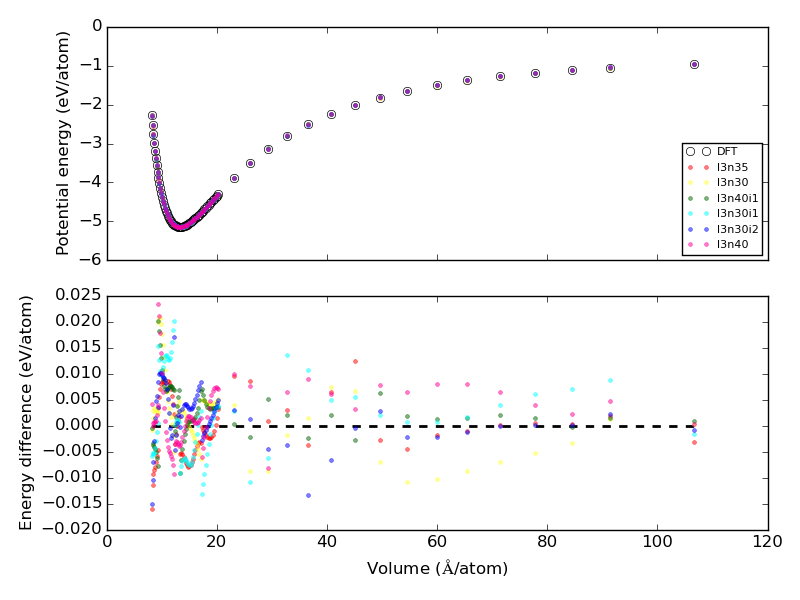 0
−1
−2
−3
−4
−5
−6
Potential energy (eV/atom)
DFT
l3n35
l3n30
l3n40i1
l3n30i1
l3n30i2
l3n40
0.025
0.020
0.015
0.010
0.005
0.000
−0.005
−0.010
−0.015
−0.020
Energy difference (eV/atom)
0 20 40 60 80 100 120
Volume (Å/atom)